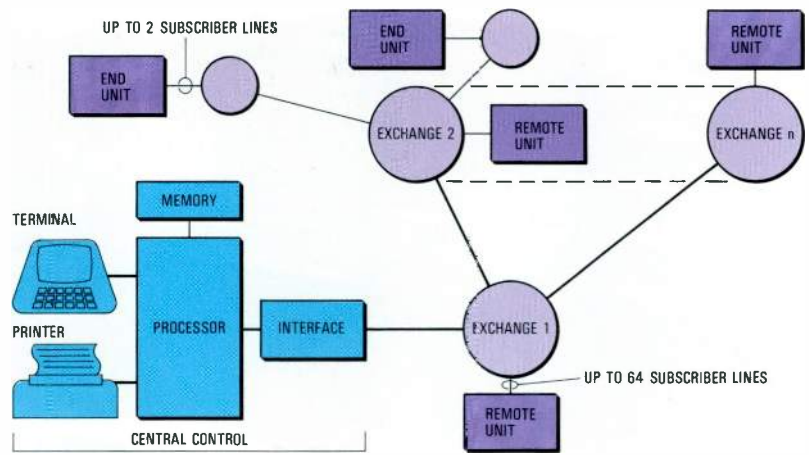 UP TO 2 SUBSCRIBER LINES
END
UNIT
END
UNIT
REMOTE
UNIT
EXCHANGE 2
REMOTE
UNIT
EXCHANGE n
MEMORY
TERMINAL
PROCESSOR
INTERFACE
EXCHANGE 1
PRINTER
UP TO 64 SUBSCRIBER LINES
REMOTE
UNIT
CENTRAL CONTROL